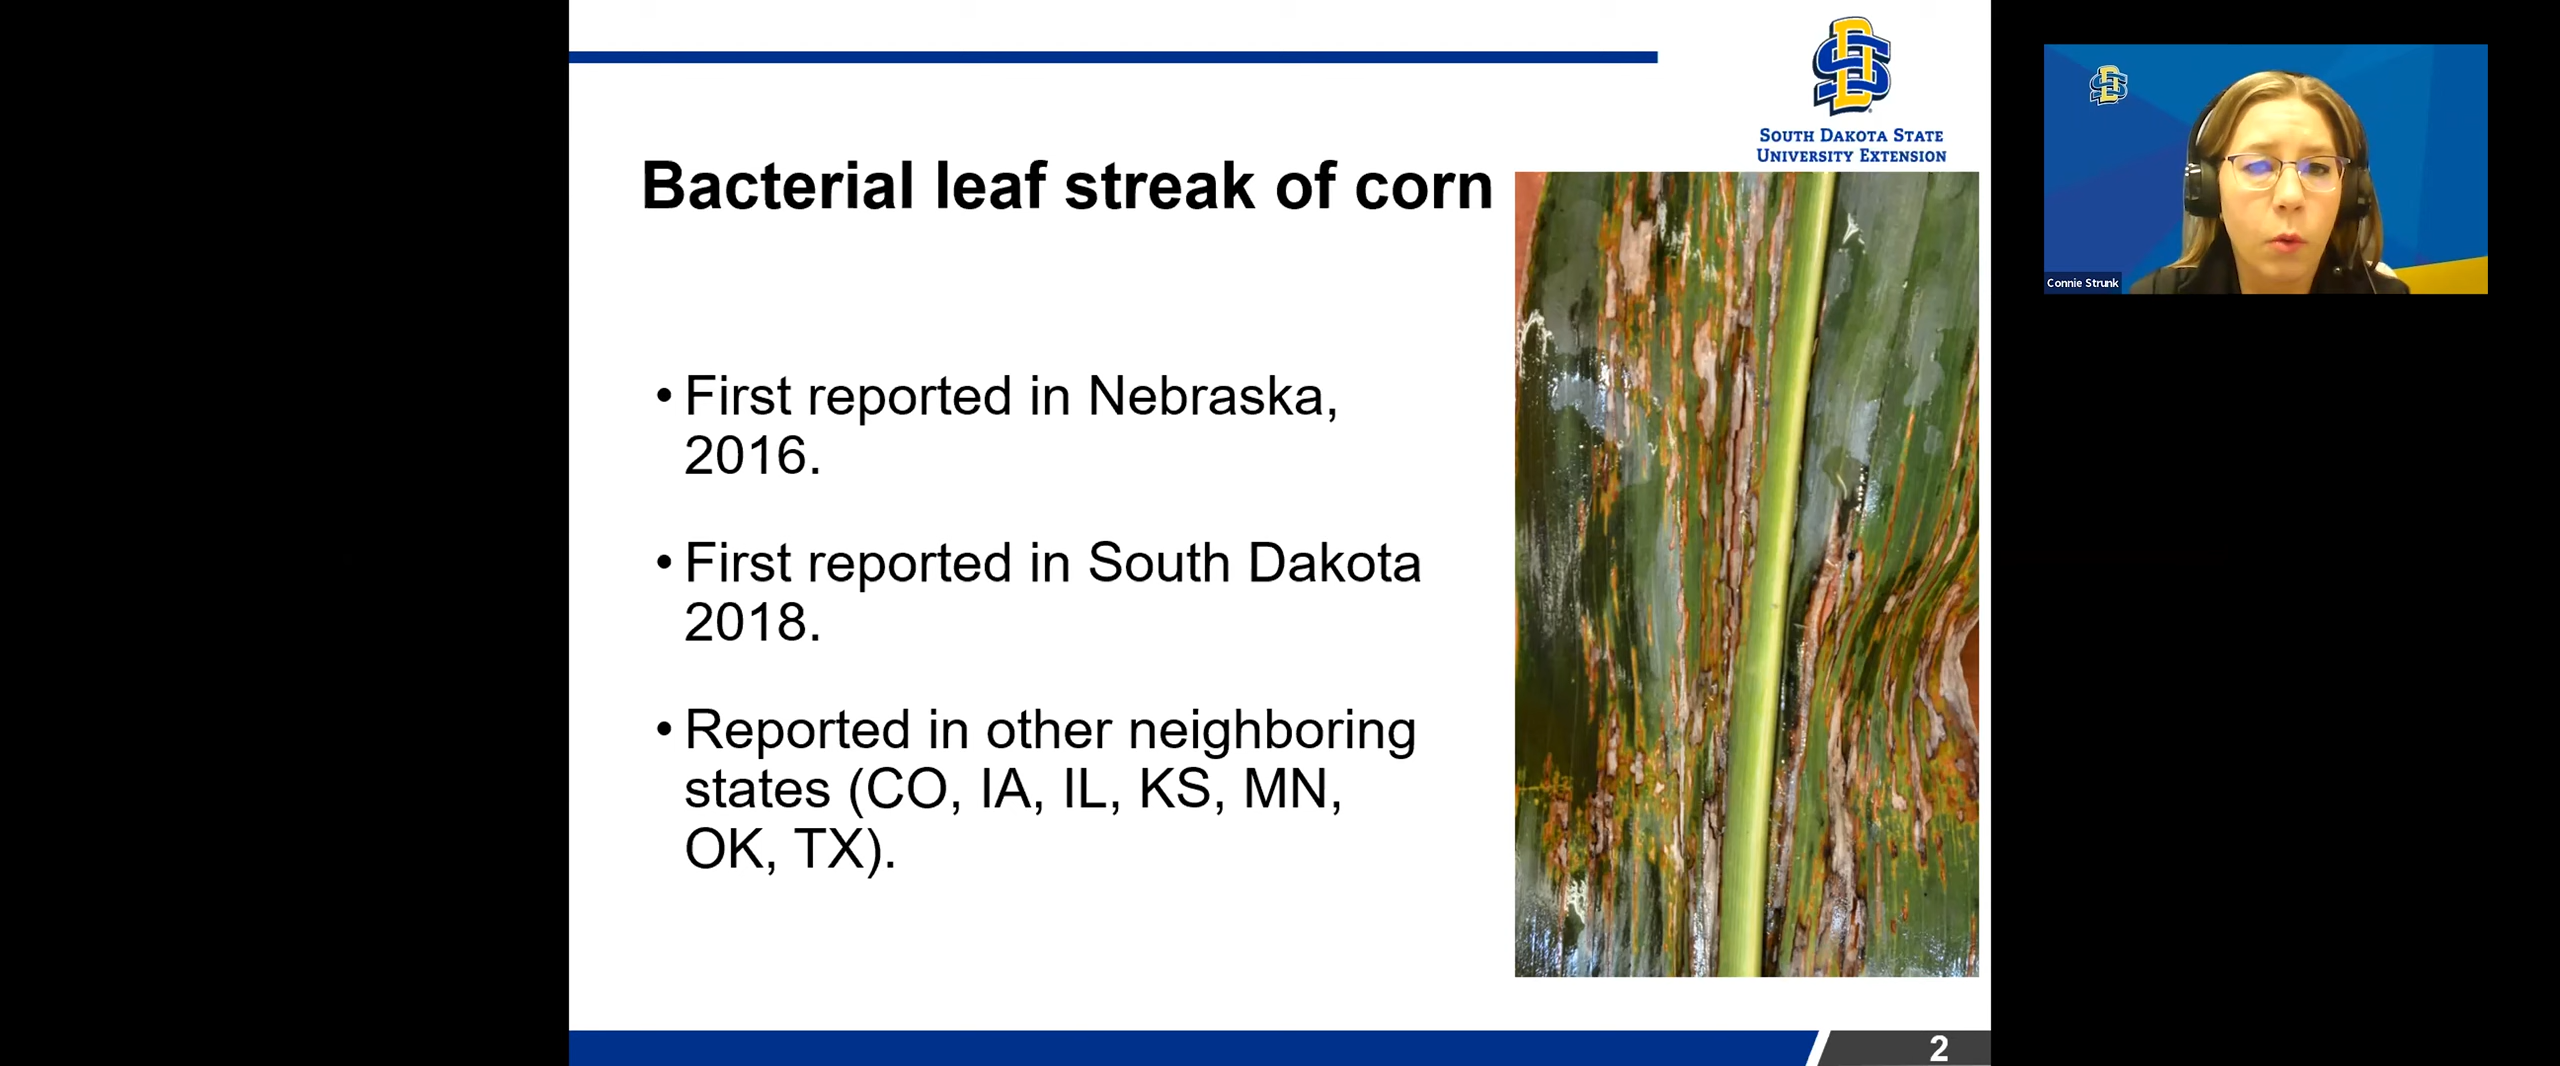 SOUTH DAKOTA STATE
UNIVERSITY EXTENSION
Bacterial leaf streak of corn
• First reported in Nebraska,
2016.
• First reported in South Dakota
2018.
• Reported in other neighboring
states (CO, IA, IL, KS, MN,
OK, TX).
2
Connie Strunk